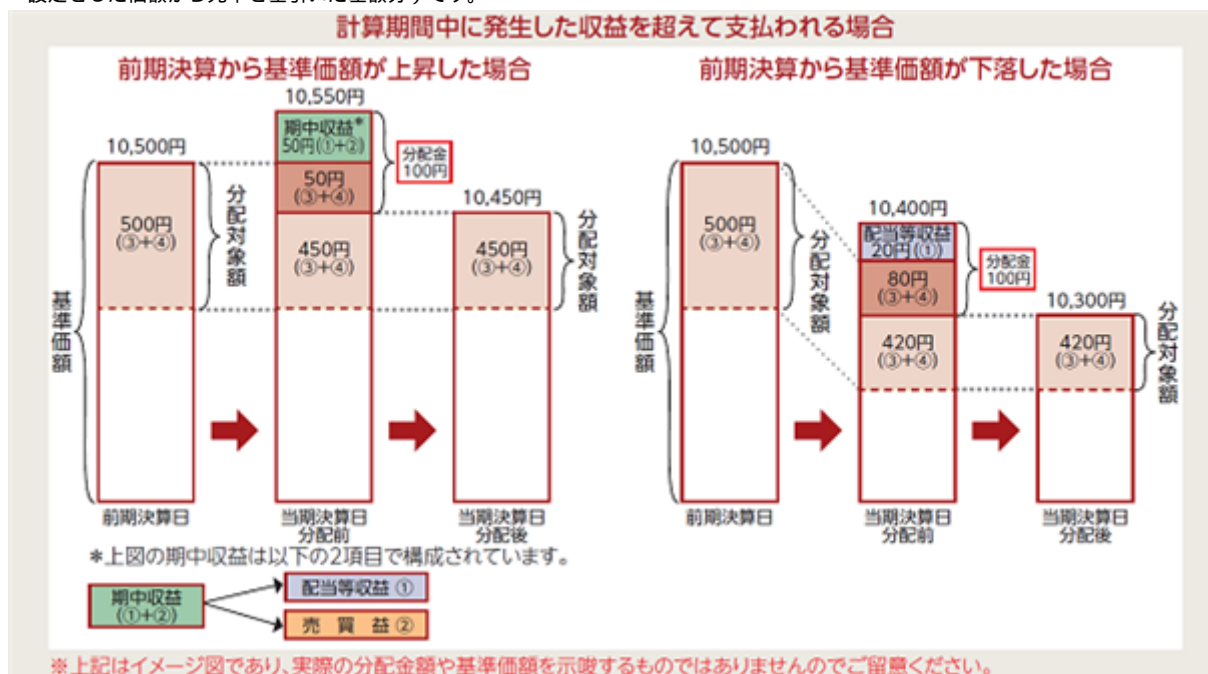 計算期間中に発生した収益を超えて支払われる場合
前期決算から基準価額が上昇した場合
10,550円
10,500円
期中収益*
50円(①+②)
分配金
100円
50円
(③+④)
10,450円
500円
(③+④)
分配対象額
450円
(③+④)
450円
(③+④)
分配対象額
基準価額
前期決算日
当期決算日
分配前
当期決算日
分配後
前期決算から基準価額が下落した場合
10,500円
10,400円
500円
(③+④)
分配対象額
配当等収益
20円(①)
分配金
100円
80円
(③+④)
10,300円
420円
(③+④)
420円
(③+④)
分配対象額
基準価額
前期決算日
当期決算日
分配前
当期決算日
分配後
*上図の期中収益は以下の2項目で構成されています。
期中収益
(①+②)
配当等収益 ①
売 買 益 ②
※上記はイメージ図であり、実際の分配金額や基準価額を示唆するものではありませんのでご留意ください。